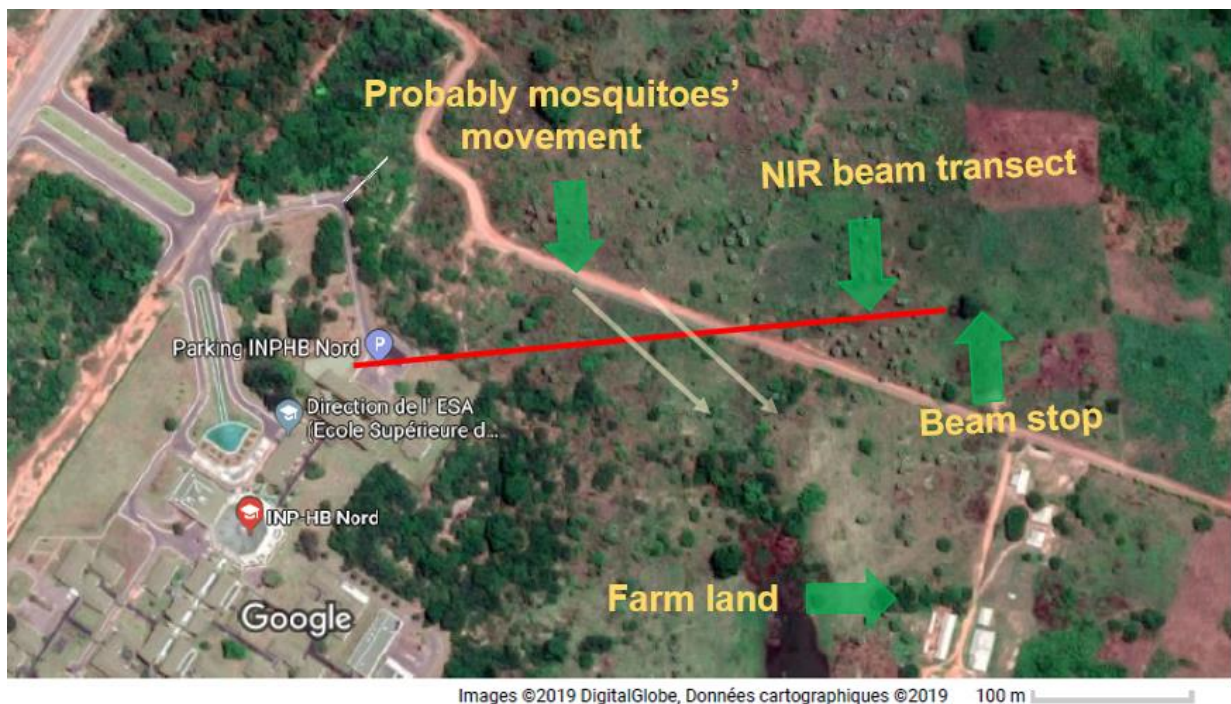 Probably mosquitoes'
movement
NIR beam transect
Parking INPHB Nord
P
Direction de l' ESA
(Ecole Supérieure d...
Beam stop
INP-HB Nord
Farm land
Google
Images ©2019 DigitalGlobe, Données cartographiques ©2019 100 m